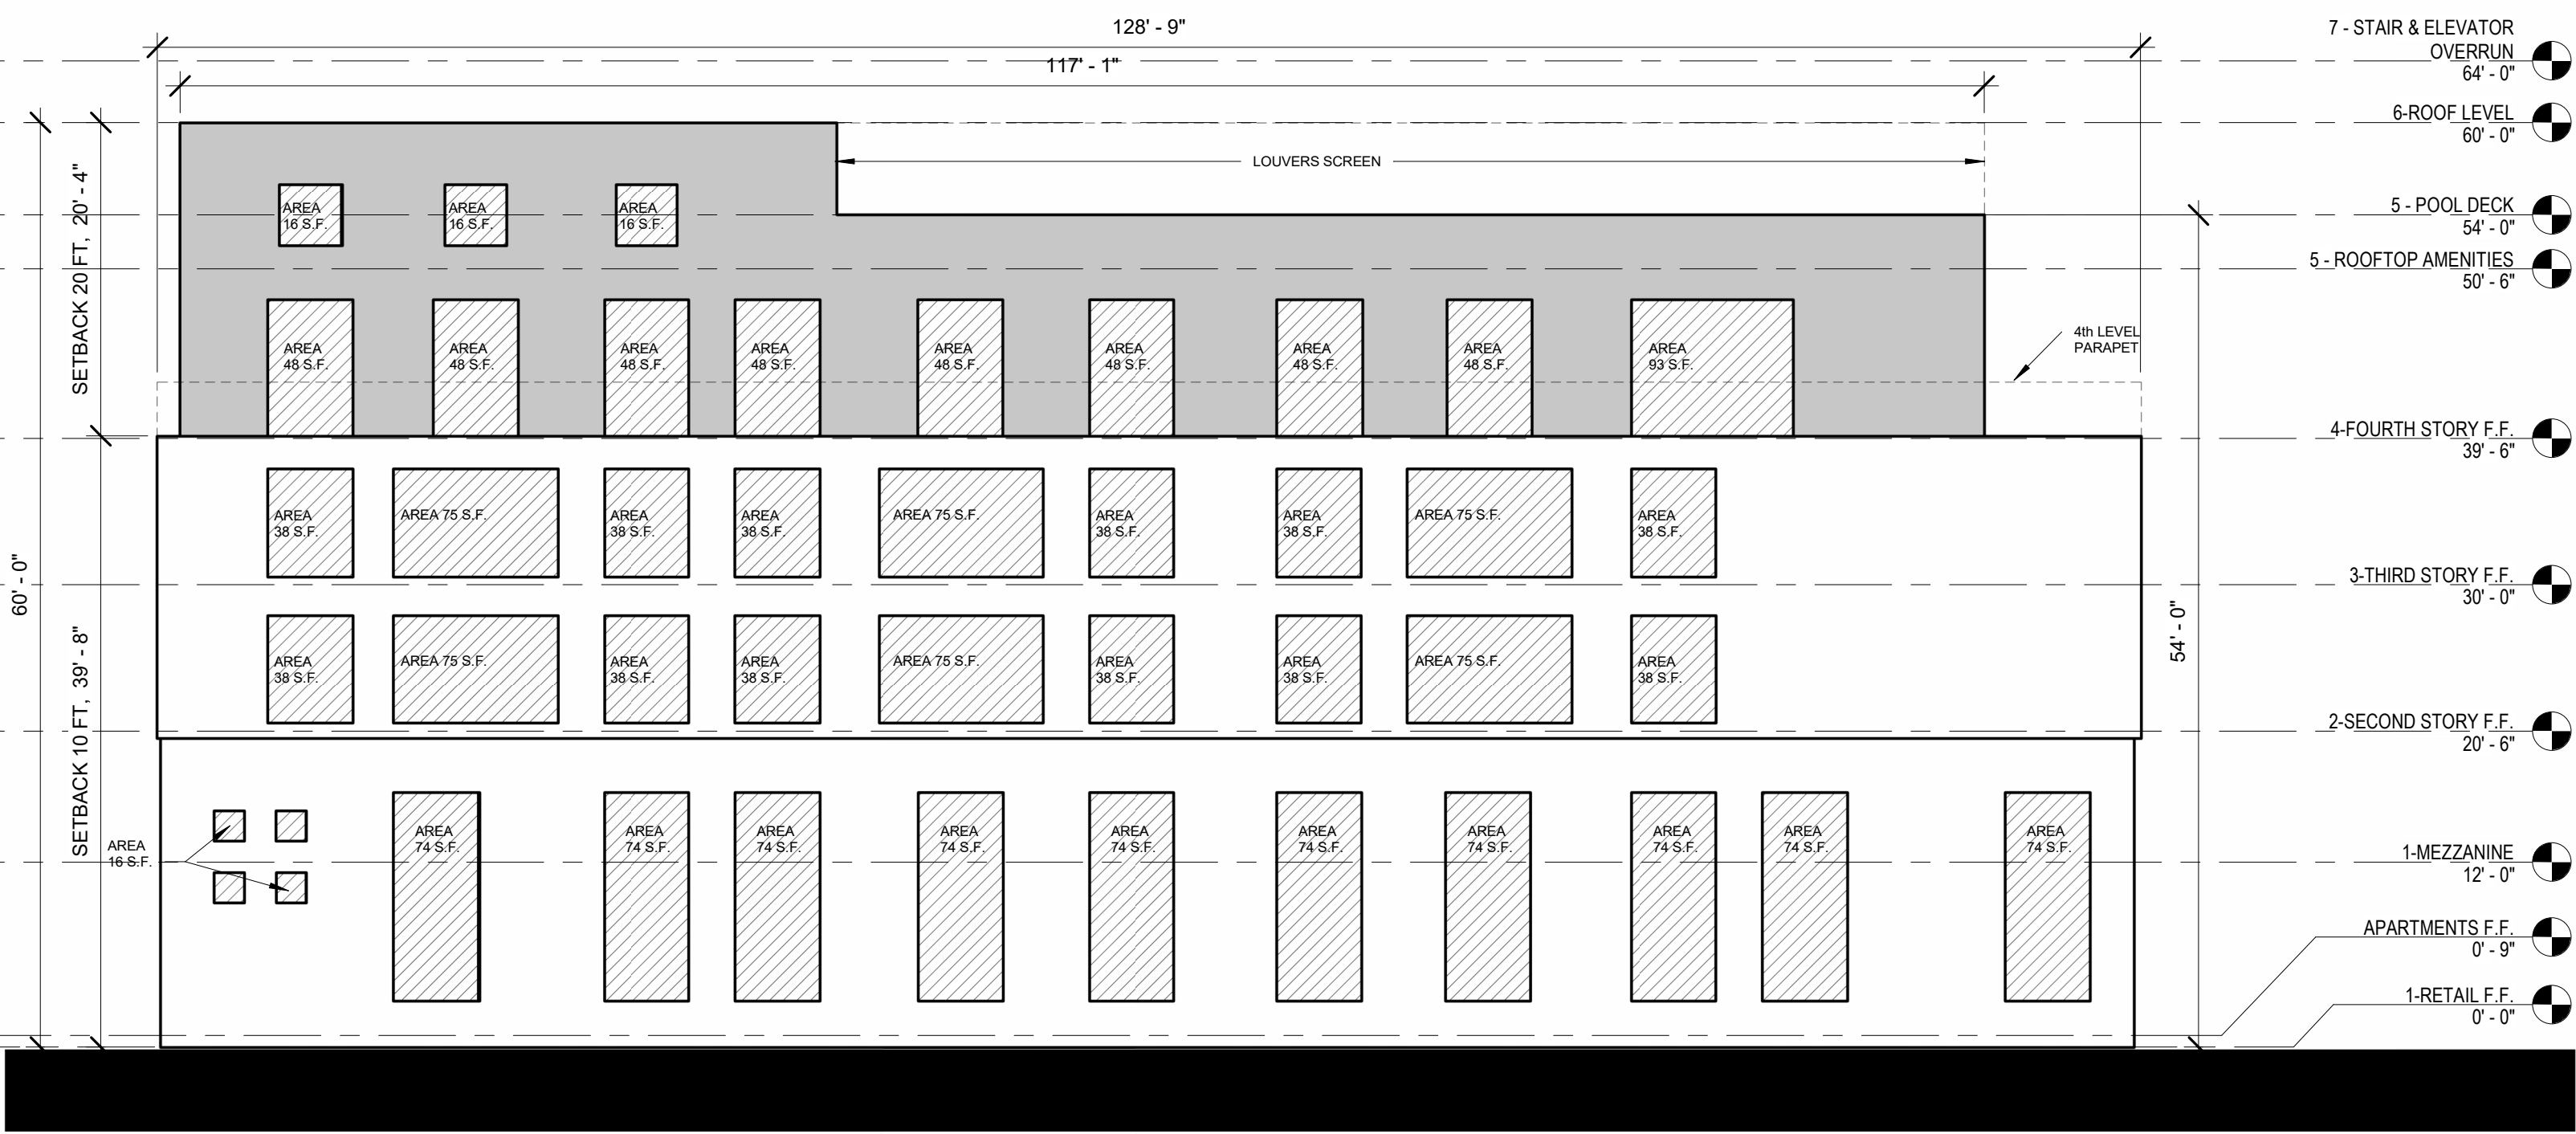 128' - 9"
117' - 1"
7 - STAIR & ELEVATOR
OVERRUN
64' - 0"
6-ROOF LEVEL
60' - 0"
LOUVERS SCREEN
5 - POOL DECK
54' - 0"
5 - ROOFTOP AMENITIES
50' - 6"
SETBACK 20 FT, 20' - 4"
AREA
16 S.F.
AREA
16 S.F.
AREA
16 S.F.
AREA
48 S.F.
AREA
48 S.F.
AREA
48 S.F.
AREA
48 S.F.
AREA
48 S.F.
AREA
48 S.F.
AREA
48 S.F.
AREA
48 S.F.
AREA
93 S.F.
4th LEVEL
PARAPET
4-FOURTH STORY F.F.
39' - 6"
AREA
38 S.F.
AREA 75 S.F.
AREA
38 S.F.
AREA
38 S.F.
AREA 75 S.F.
AREA
38 S.F.
AREA
38 S.F.
AREA 75 S.F.
AREA
38 S.F.
60' - 0"
3-THIRD STORY F.F.
30' - 0"
54' - 0"
AREA
38 S.F.
AREA 75 S.F.
AREA
38 S.F.
AREA
38 S.F.
AREA 75 S.F.
AREA
38 S.F.
AREA
38 S.F.
AREA 75 S.F.
AREA
38 S.F.
2-SECOND STORY F.F.
20' - 6"
SETBACK 10 FT, 39' - 8"
AREA
16 S.F.
AREA
74 S.F.
AREA
74 S.F.
AREA
74 S.F.
AREA
74 S.F.
AREA
74 S.F.
AREA
74 S.F.
AREA
74 S.F.
AREA
74 S.F.
AREA
74 S.F.
AREA
74 S.F.
1-MEZZANINE
12' - 0"
APARTMENTS F.F.
0' - 9"
1-RETAIL F.F.
0' - 0"